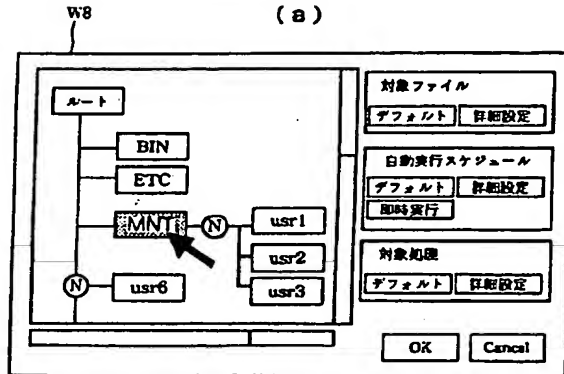 W8
(a)
ルート
BIN
ETC
MNT
N
usr1
usr2
usr3
N
usr6
対象ファイル
デフォルト 詳細設定
自動実行スケジュール
デフォルト 詳細設定
即時実行
対象処理
デフォルト 詳細設定
OK Cancel